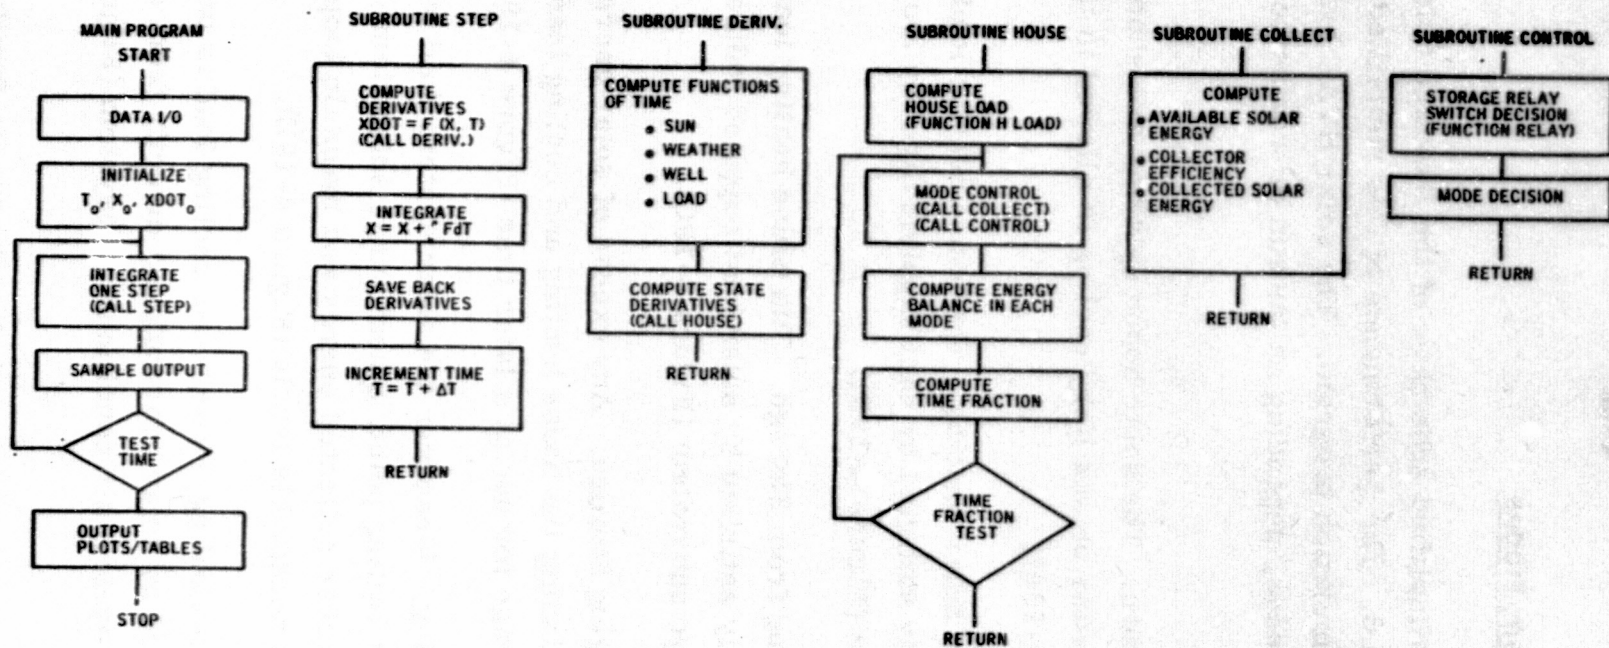 MAIN PROGRAM
START
DATA I/O
INITIALIZE
T₀, X₀, XDOT₀
INTEGRATE
ONE STEP
(CALL STEP)
SAMPLE OUTPUT
TEST
TIME
OUTPUT
PLOTS/TABLES
STOP
SUBROUTINE STEP
COMPUTE
DERIVATIVES
XDOT = F (X, T)
(CALL DERIV.)
INTEGRATE
X = X + FdT
SAVE BACK
DERIVATIVES
INCREMENT TIME
T = T + ΔT
RETURN
SUBROUTINE DERIV.
COMPUTE FUNCTIONS
OF TIME
• SUN
• WEATHER
• WELL
• LOAD
COMPUTE STATE
DERIVATIVES
(CALL HOUSE)
RETURN
SUBROUTINE HOUSE
COMPUTE
HOUSE LOAD
(FUNCTION H LOAD)
MODE CONTROL
(CALL COLLECT)
(CALL CONTROL)
COMPUTE ENERGY
BALANCE IN EACH
MODE
COMPUTE
TIME FRACTION
TIME
FRACTION
TEST
RETURN
SUBROUTINE COLLECT
COMPUTE
• AVAILABLE SOLAR
ENERGY
• COLLECTOR
EFFICIENCY
• COLLECTED SOLAR
ENERGY
RETURN
SUBROUTINE CONTROL
STORAGE RELAY
SWITCH DECISION
(FUNCTION RELAY)
MODE DECISION
RETURN